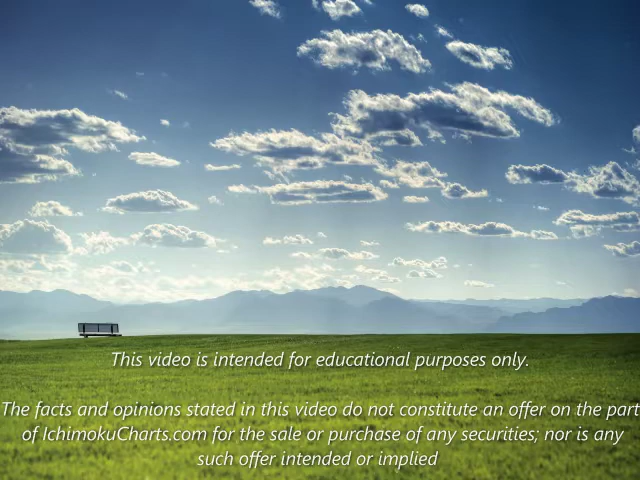 This video is intended for educational purposes only.
The facts and opinions stated in this video do not constitute an offer on the part
of IchimokuCharts.com for the sale or purchase of any securities; nor is any
such offer intended or implied